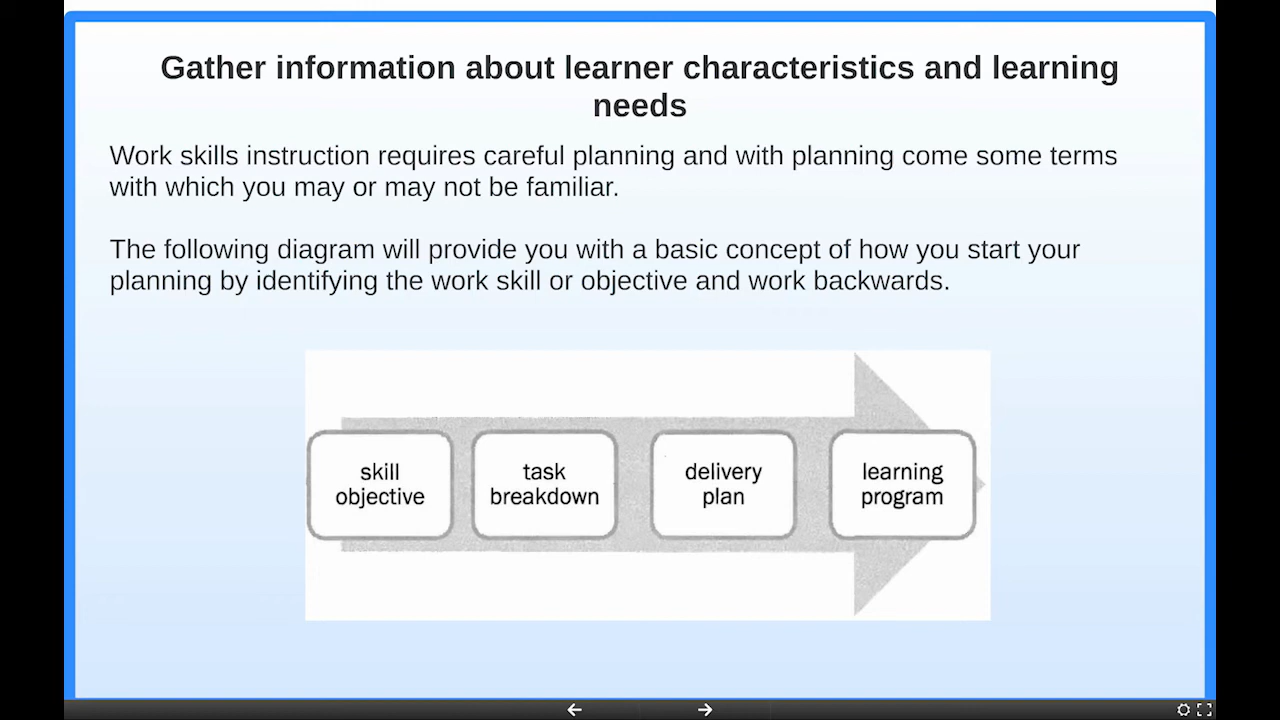 Gather information about learner characteristics and learning
needs
Work skills instruction requires careful planning and with planning come some terms
with which you may or may not be familiar.
The following diagram will provide you with a basic concept of how you start your
planning by identifying the work skill or objective and work backwards.
skill
objective
task
breakdown
delivery
plan
learning
program